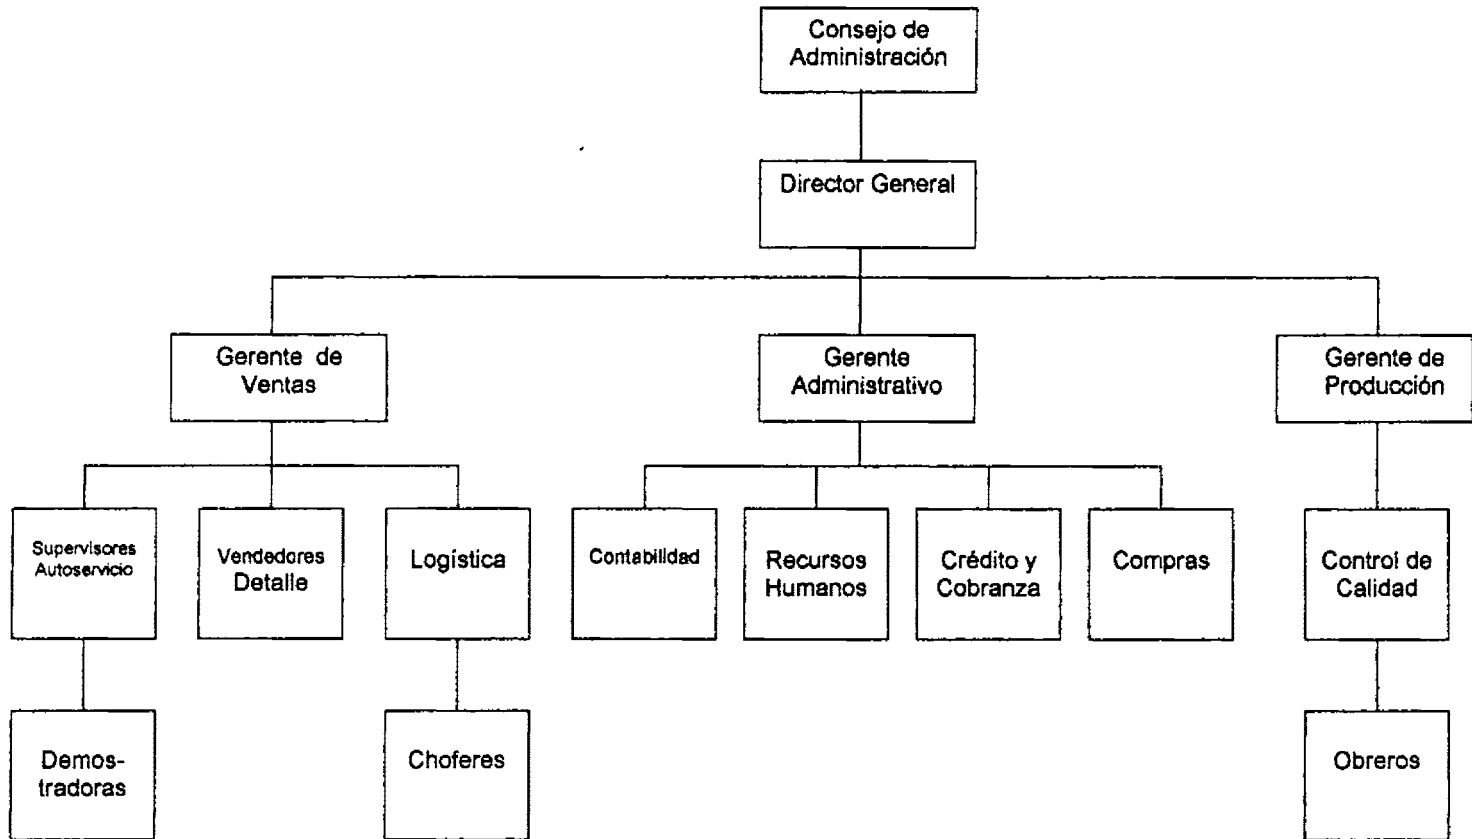 Consejo de
Administración
Director General
Gerente de
Ventas
Gerente
Administrativo
Gerente de
Producción
Supervisores
Autoservicio
Vendedores
Detalle
Logística
Contabilidad
Recursos
Humanos
Crédito y
Cobranza
Compras
Control de
Calidad
Demos-
tradoras
Choferes
Obreros